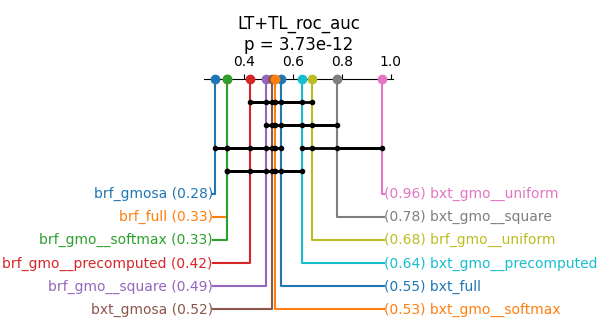 LT+TL_roc_auc
p = 3.73e-12
0.4 0.6 0.8 1.0
brf_gmosa (0.28) (0.96) bxt_gmo__uniform
brf_full (0.33) (0.78) bxt_gmo__square
brf_gmo__softmax (0.33) (0.68) brf_gmo__uniform
brf_gmo__precomputed (0.42) (0.64) bxt_gmo__precomputed
brf_gmo__square (0.49) (0.55) bxt_full
bxt_gmosa (0.52) (0.53) bxt_gmo__softmax